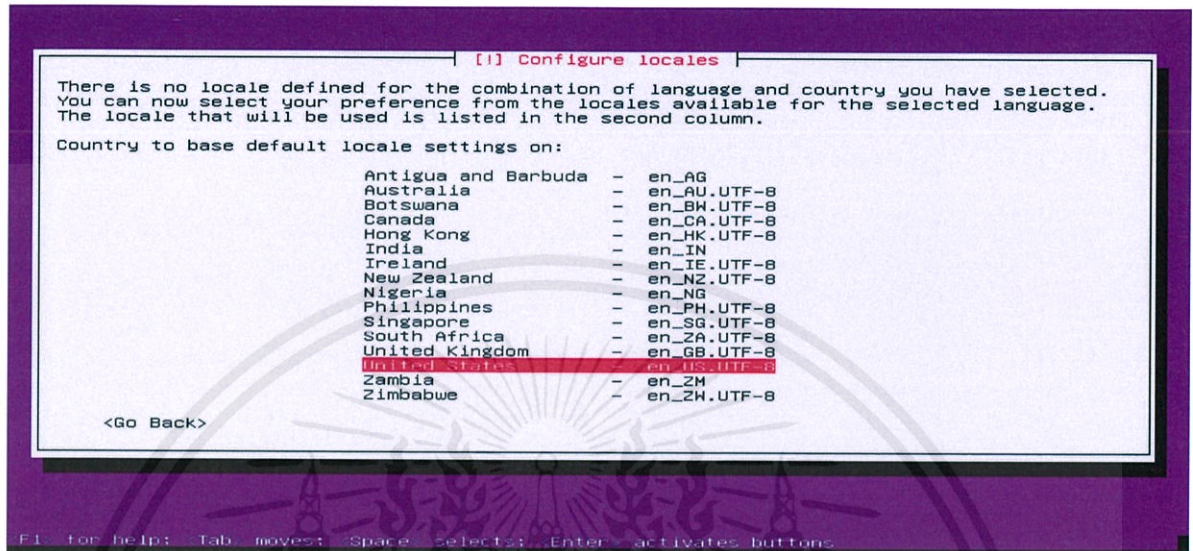 [!] Configure locales
There is no locale defined for the combination of language and country you have selected.
You can now select your preference from the locales available for the selected language.
The locale that will be used is listed in the second column.
Country to base default locale settings on:
Antigua and Barbuda - en_AG
Australia - en_AU.UTF-8
Botswana - en_BW.UTF-8
Canada - en_CA.UTF-8
Hong Kong - en_HK.UTF-8
India - en_IN
Ireland - en_IE.UTF-8
New Zealand - en_NZ.UTF-8
Nigeria - en_NG
Philippines - en_PH.UTF-8
Singapore - en_SG.UTF-8
South Africa - en_ZA.UTF-8
United Kingdom - en_GB.UTF-8
United States - en_US.UTF-8
Zambia - en_ZM
Zimbabwe - en_ZW.UTF-8
<Go Back>
<F1> for help; <Tab> moves; <Space> selects; <Enter> activates buttons